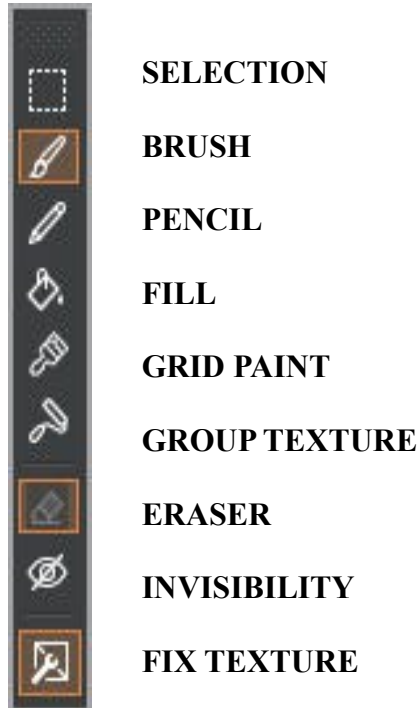 SELECTION
BRUSH
PENCIL
FILL
GRID PAINT
GROUP TEXTURE
ERASER
INVISIBILITY
FIX TEXTURE